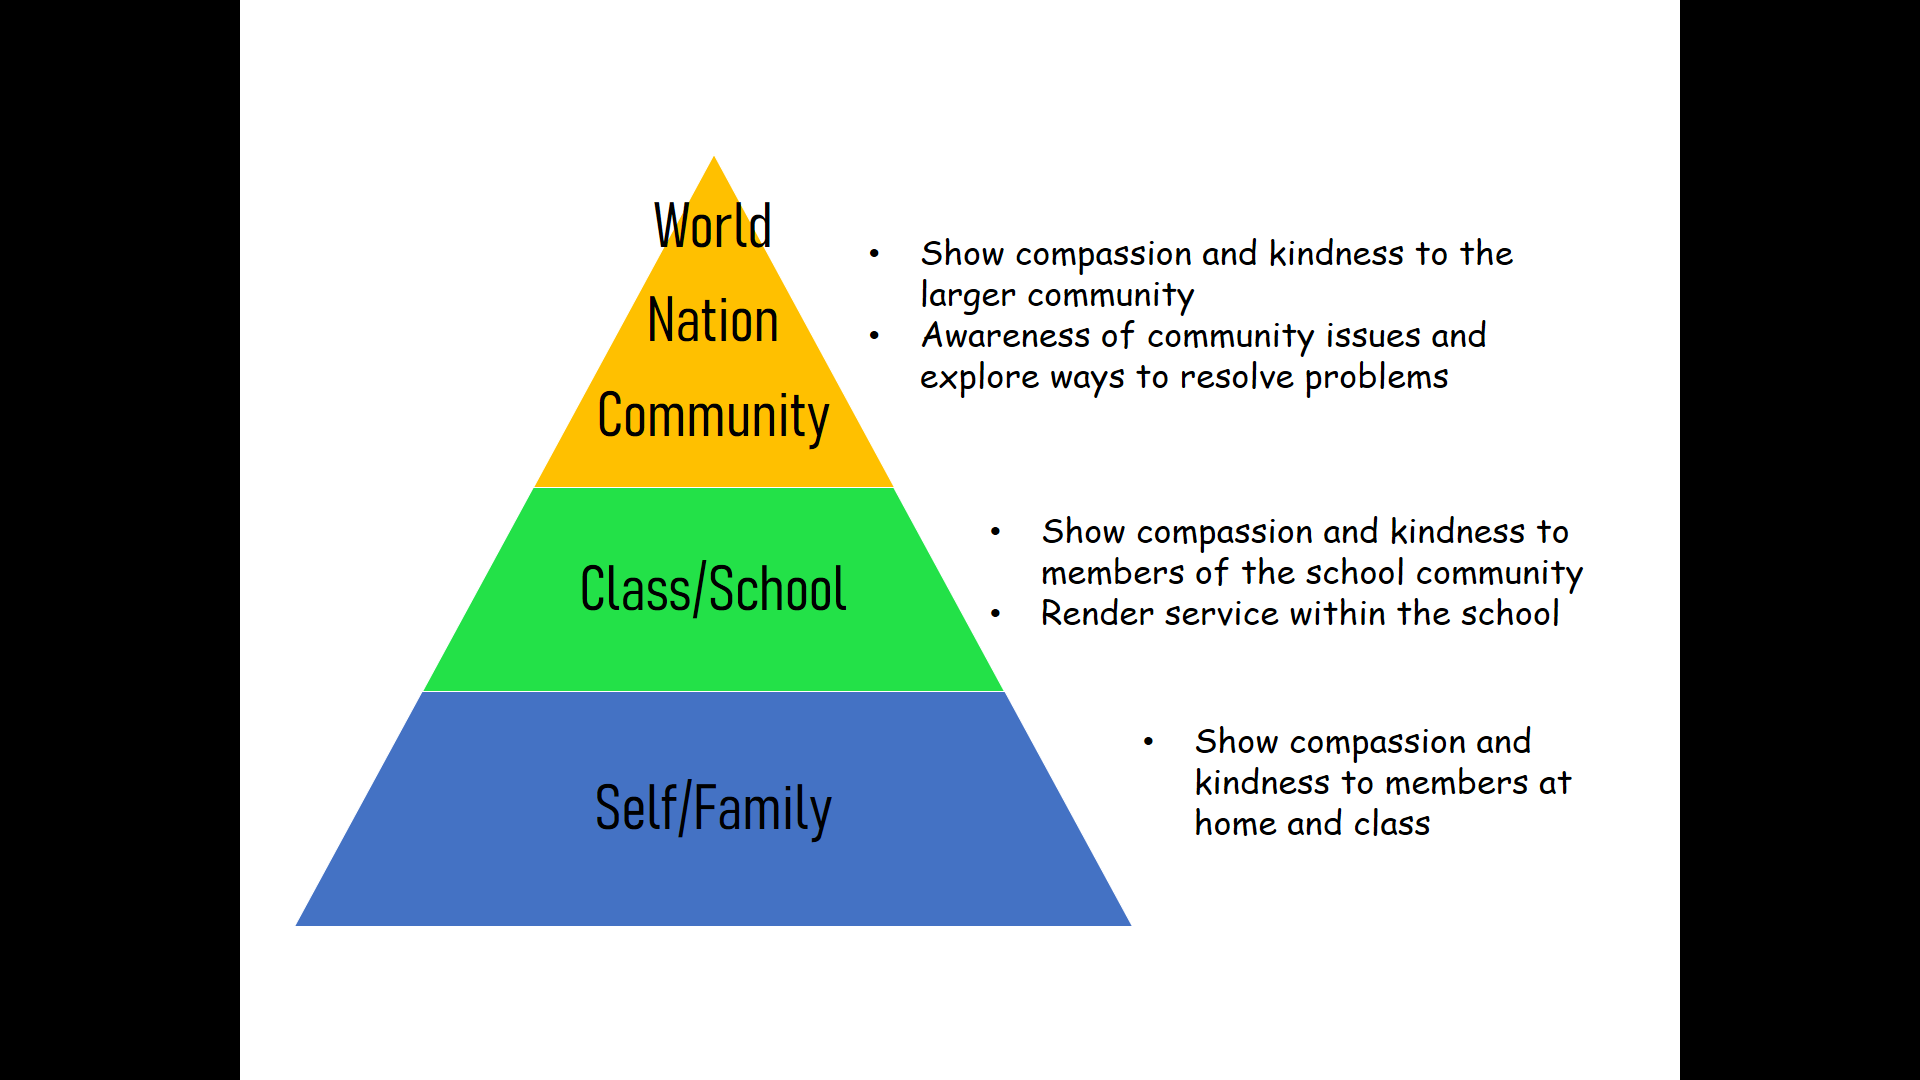 World
Nation
Community
• Show compassion and kindness to the
larger community
• Awareness of community issues and
explore ways to resolve problems
Class/School
• Show compassion and kindness to
members of the school community
• Render service within the school
Self/Family
• Show compassion and
kindness to members at
home and class